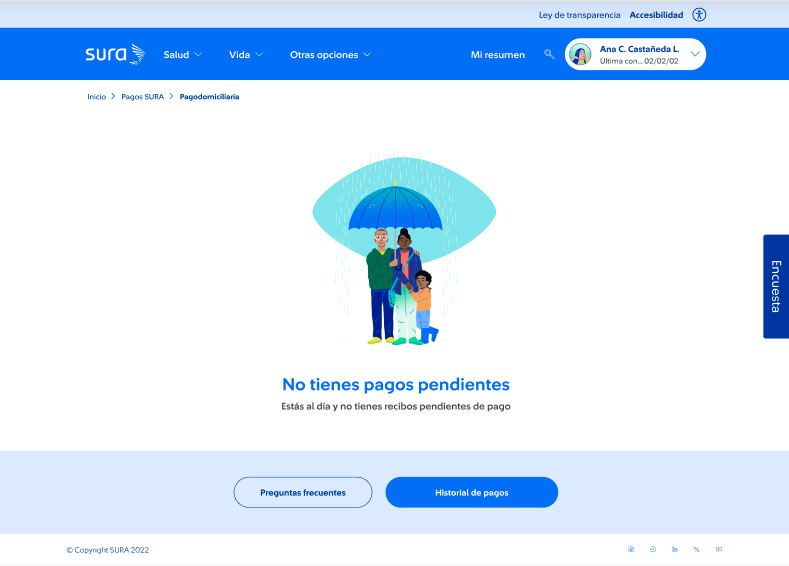 Ley de transparencia Accesibilidad
sura Salud Vida Otras opciones Mi resumen
Ana C. Castañeda L.
Última con... 02/02/02
Inicio > Pagos SURA > Pagodomiciliaria
Encuesta
No tienes pagos pendientes
Estás al día y no tienes recibos pendientes de pago
Preguntas frecuentes Historial de pagos
© Copyright SURA 2022